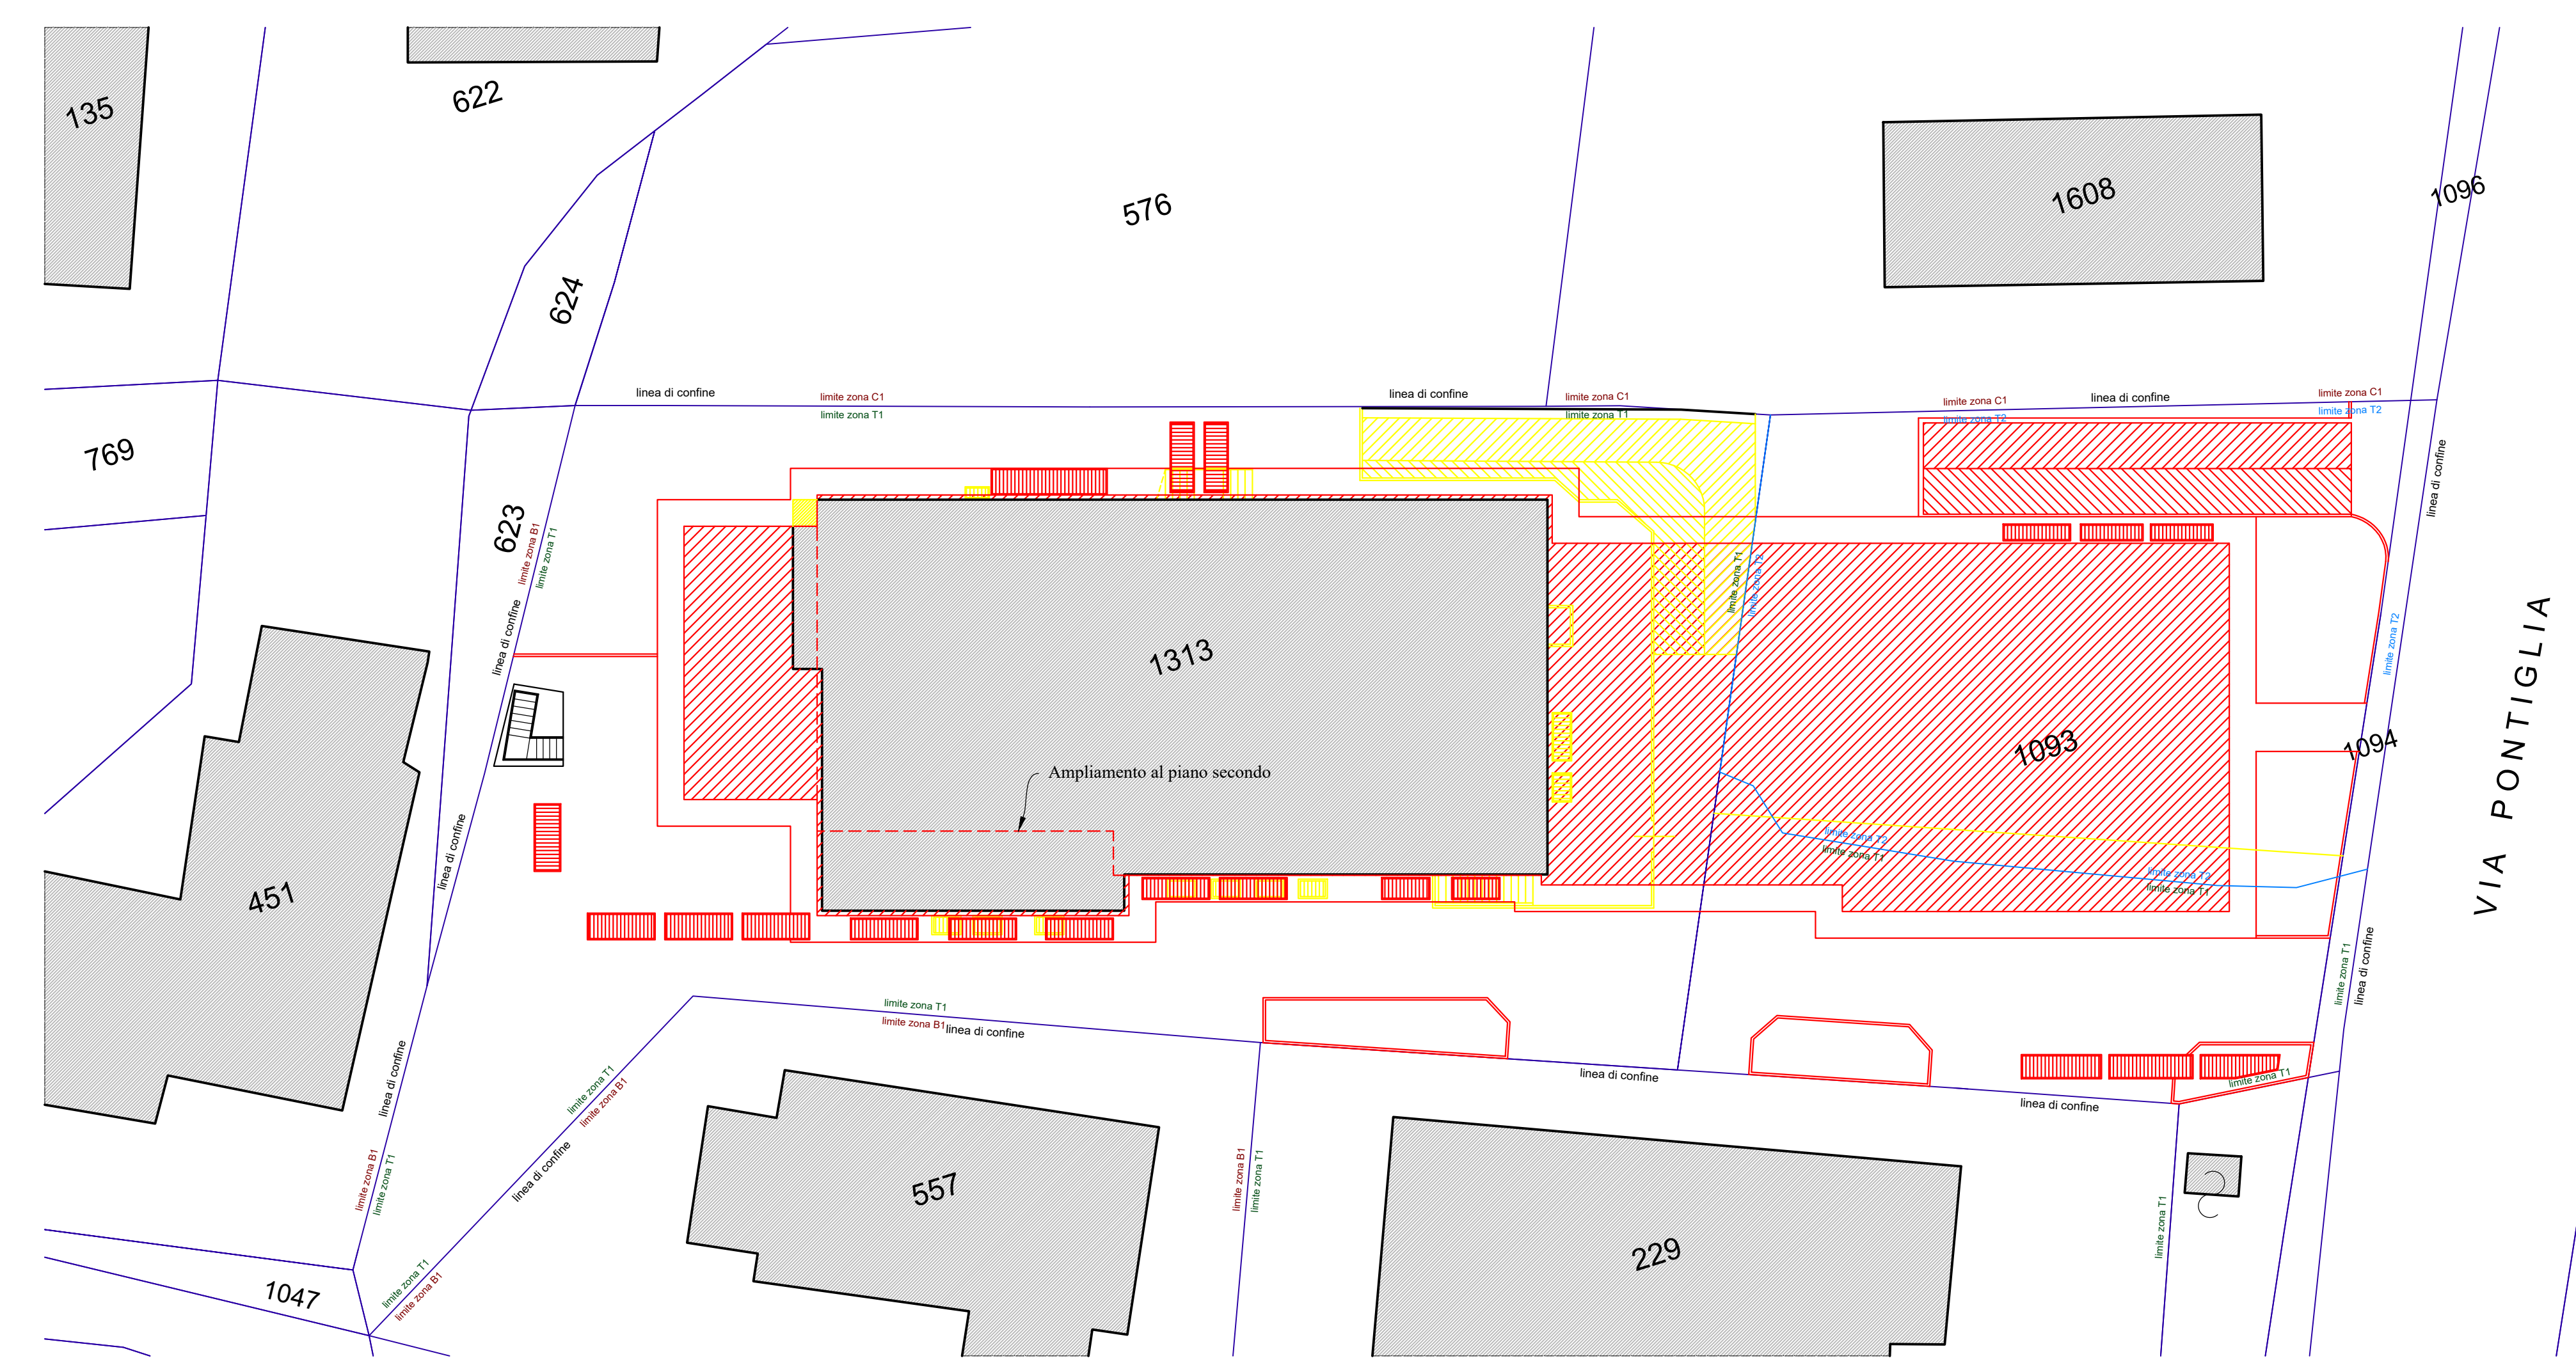 135
622
576
1608
1096
624
linea di confine
limite zona C1
limite zona T1
linea di confine
limite zona C1
limite zona T1
limite zona C1
limite zona T2
linea di confine
limite zona C1
limite zona T2
769
623
limite zona B1
limite zona T1
linea di confine
linea di confine
1313
limite zona T1
limite zona T2
limite zona T2
1093
1094
VIA PONTIGLIA
Ampliamento al piano secondo
limite zona T2
limite zona T1
limite zona T2
limite zona T1
451
linea di confine
limite zona T1
linea di confine
limite zona T1
limite zona B1
linea di confine
linea di confine
limite zona T1
limite zona B1
linea di confine
linea di confine
linea di confine
limite zona T1
limite zona B1
limite zona T1
limite zona B1
limite zona T1
limite zona T1
557
229
1047
limite zona T1
limite zona B1